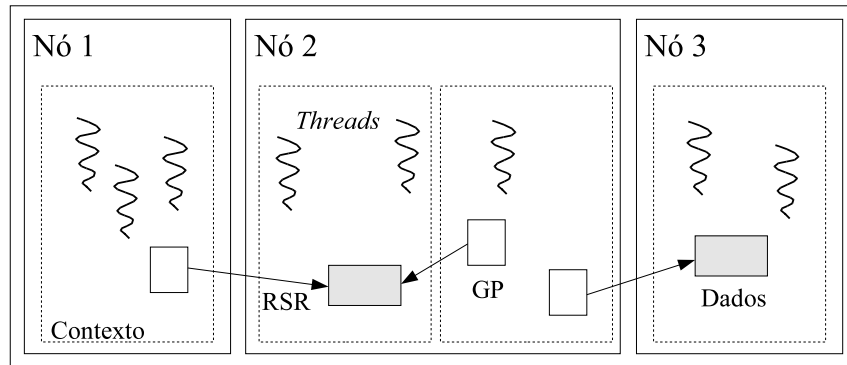 Nó 1
Nó 2
Nó 3
Threads
RSR
GP
Dados
Contexto